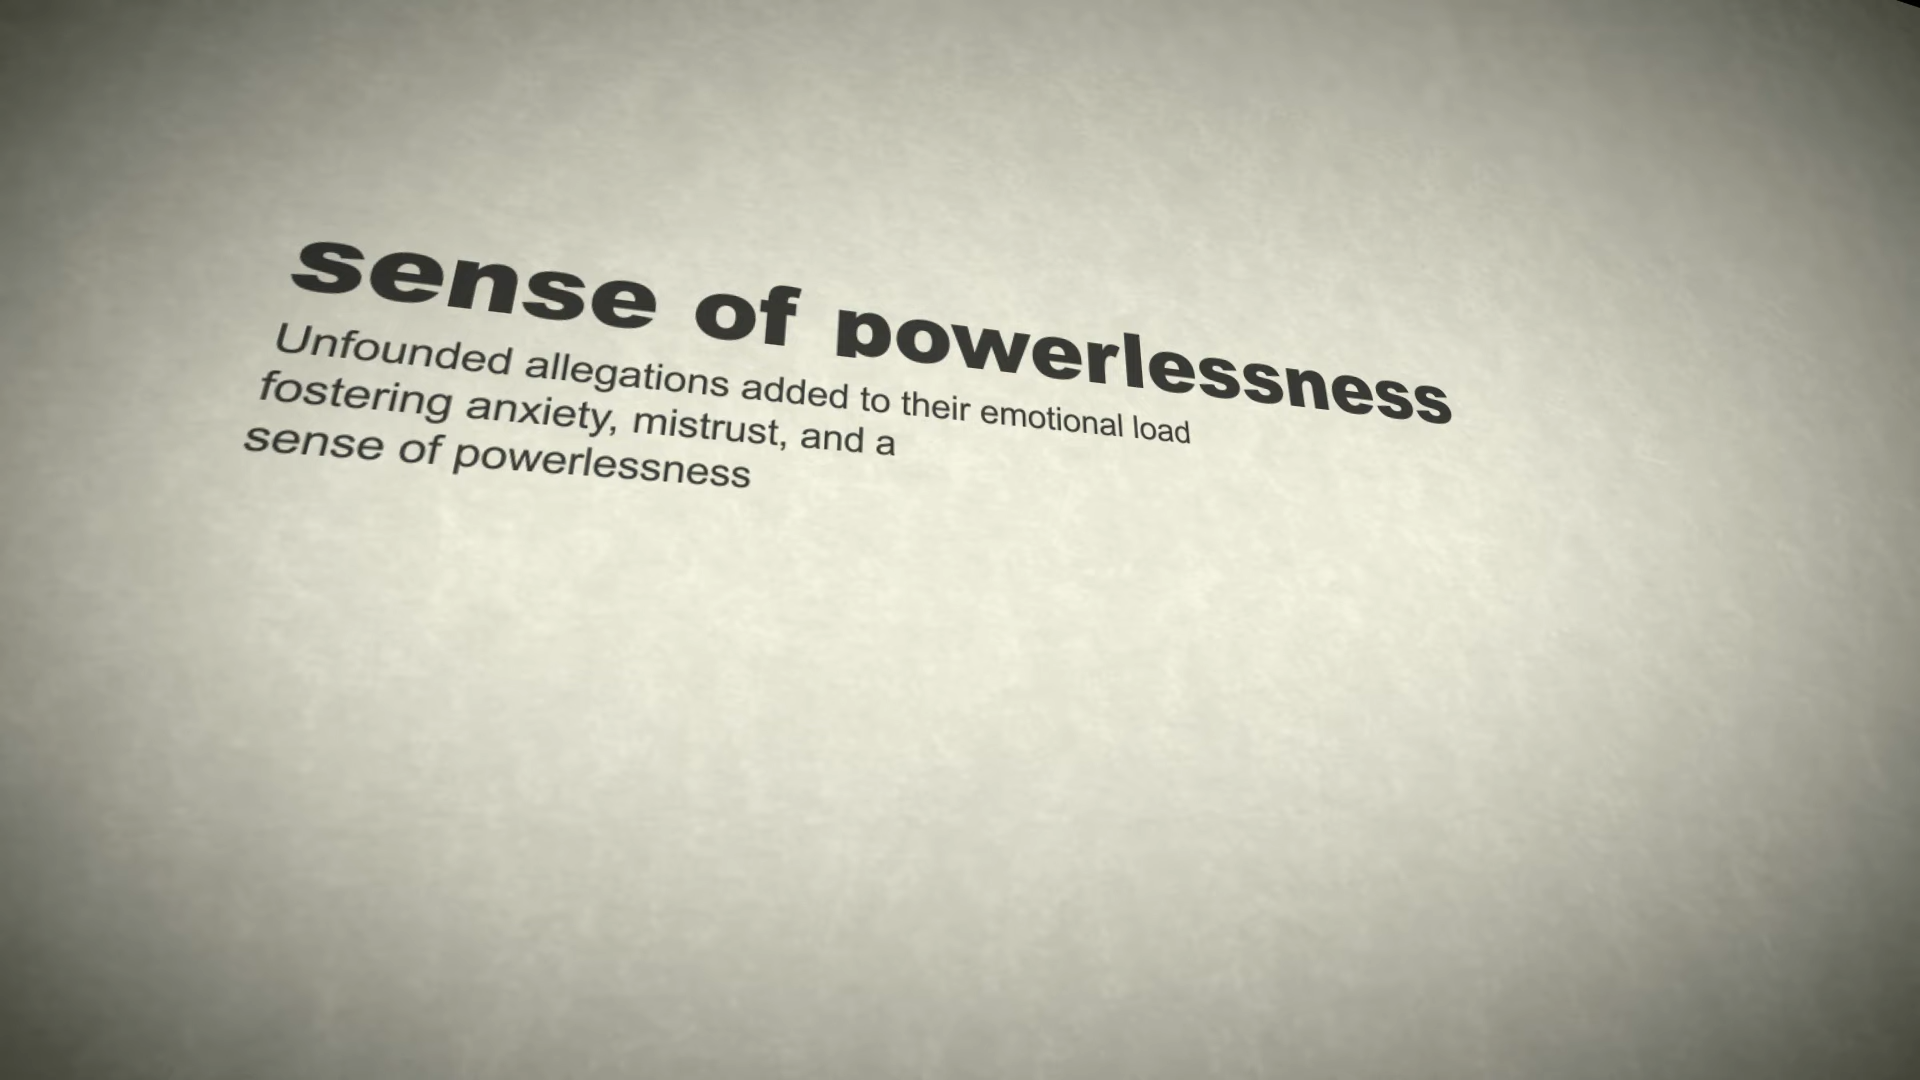 sense of powerlessness
Unfounded allegations added to their emotional load
fostering anxiety, mistrust, and a
sense of powerlessness